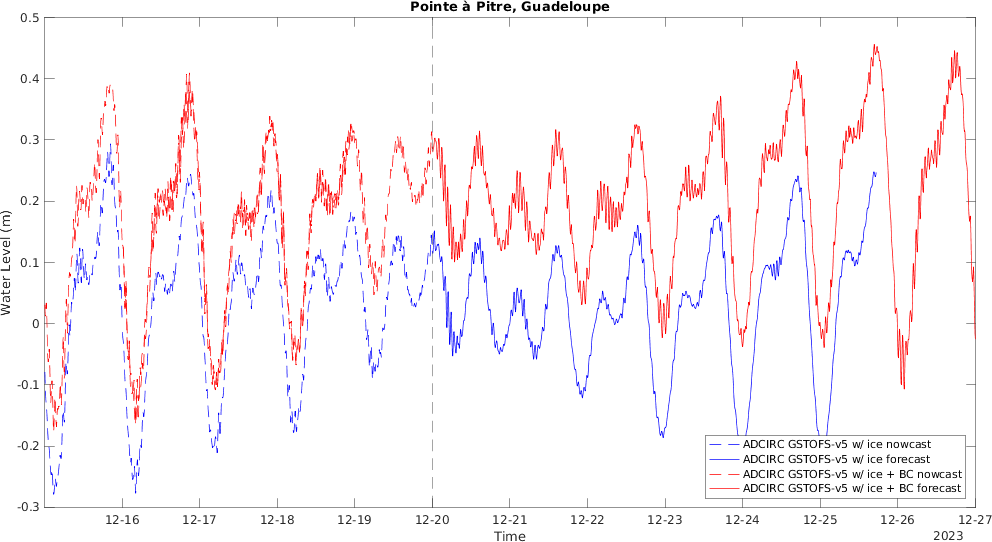 Pointe à Pitre, Guadeloupe
0.5
0.4
0.3
0.2
0.1
0
-0.1
-0.2
-0.3
Water Level (m)
ADCIRC GSTOFS-v5 w/ ice nowcast
ADCIRC GSTOFS-v5 w/ ice forecast
ADCIRC GSTOFS-v5 w/ ice + BC nowcast
ADCIRC GSTOFS-v5 w/ ice + BC forecast
12-16 12-17 12-18 12-19 12-20 12-21 12-22 12-23 12-24 12-25 12-26 12-27
Time
2023